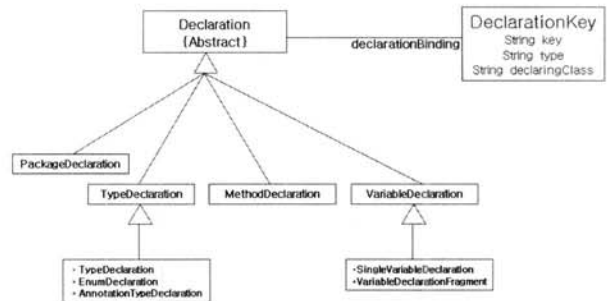 Declaration
{Abstract}
declarationBinding
DeclarationKey
String key
String type
String declaringClass
PackageDeclaration
TypeDeclaration
MethodDeclaration
VariableDeclaration
· TypeDeclaration
· EnumDeclaration
· AnnotationTypeDeclaration
·SingleVariableDeclaration
·VariableDeclarationFragment